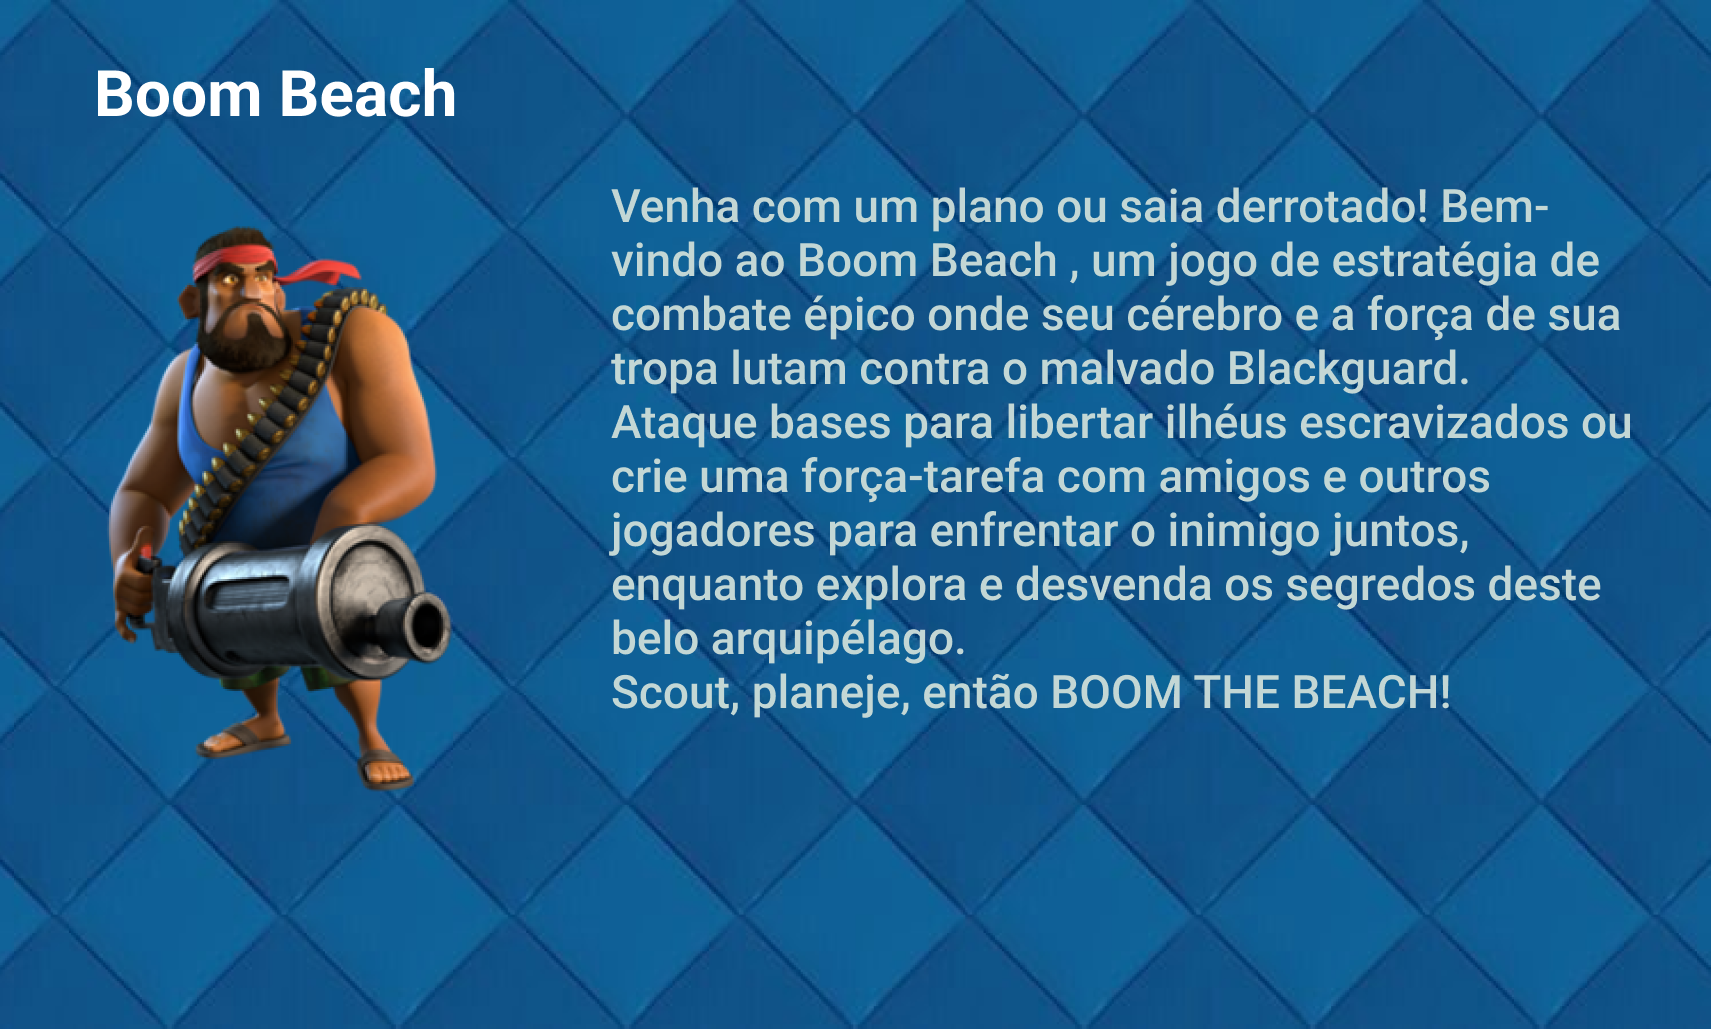 Boom Beach
Venha com um plano ou saia derrotado! Bem-
vindo ao Boom Beach , um jogo de estratégia de
combate épico onde seu cérebro e a força de sua
tropa lutam contra o malvado Blackguard.
Ataque bases para libertar ilhéus escravizados ou
crie uma força-tarefa com amigos e outros
jogadores para enfrentar o inimigo juntos,
enquanto explora e desvenda os segredos deste
belo arquipélago.
Scout, planeje, então BOOM THE BEACH!